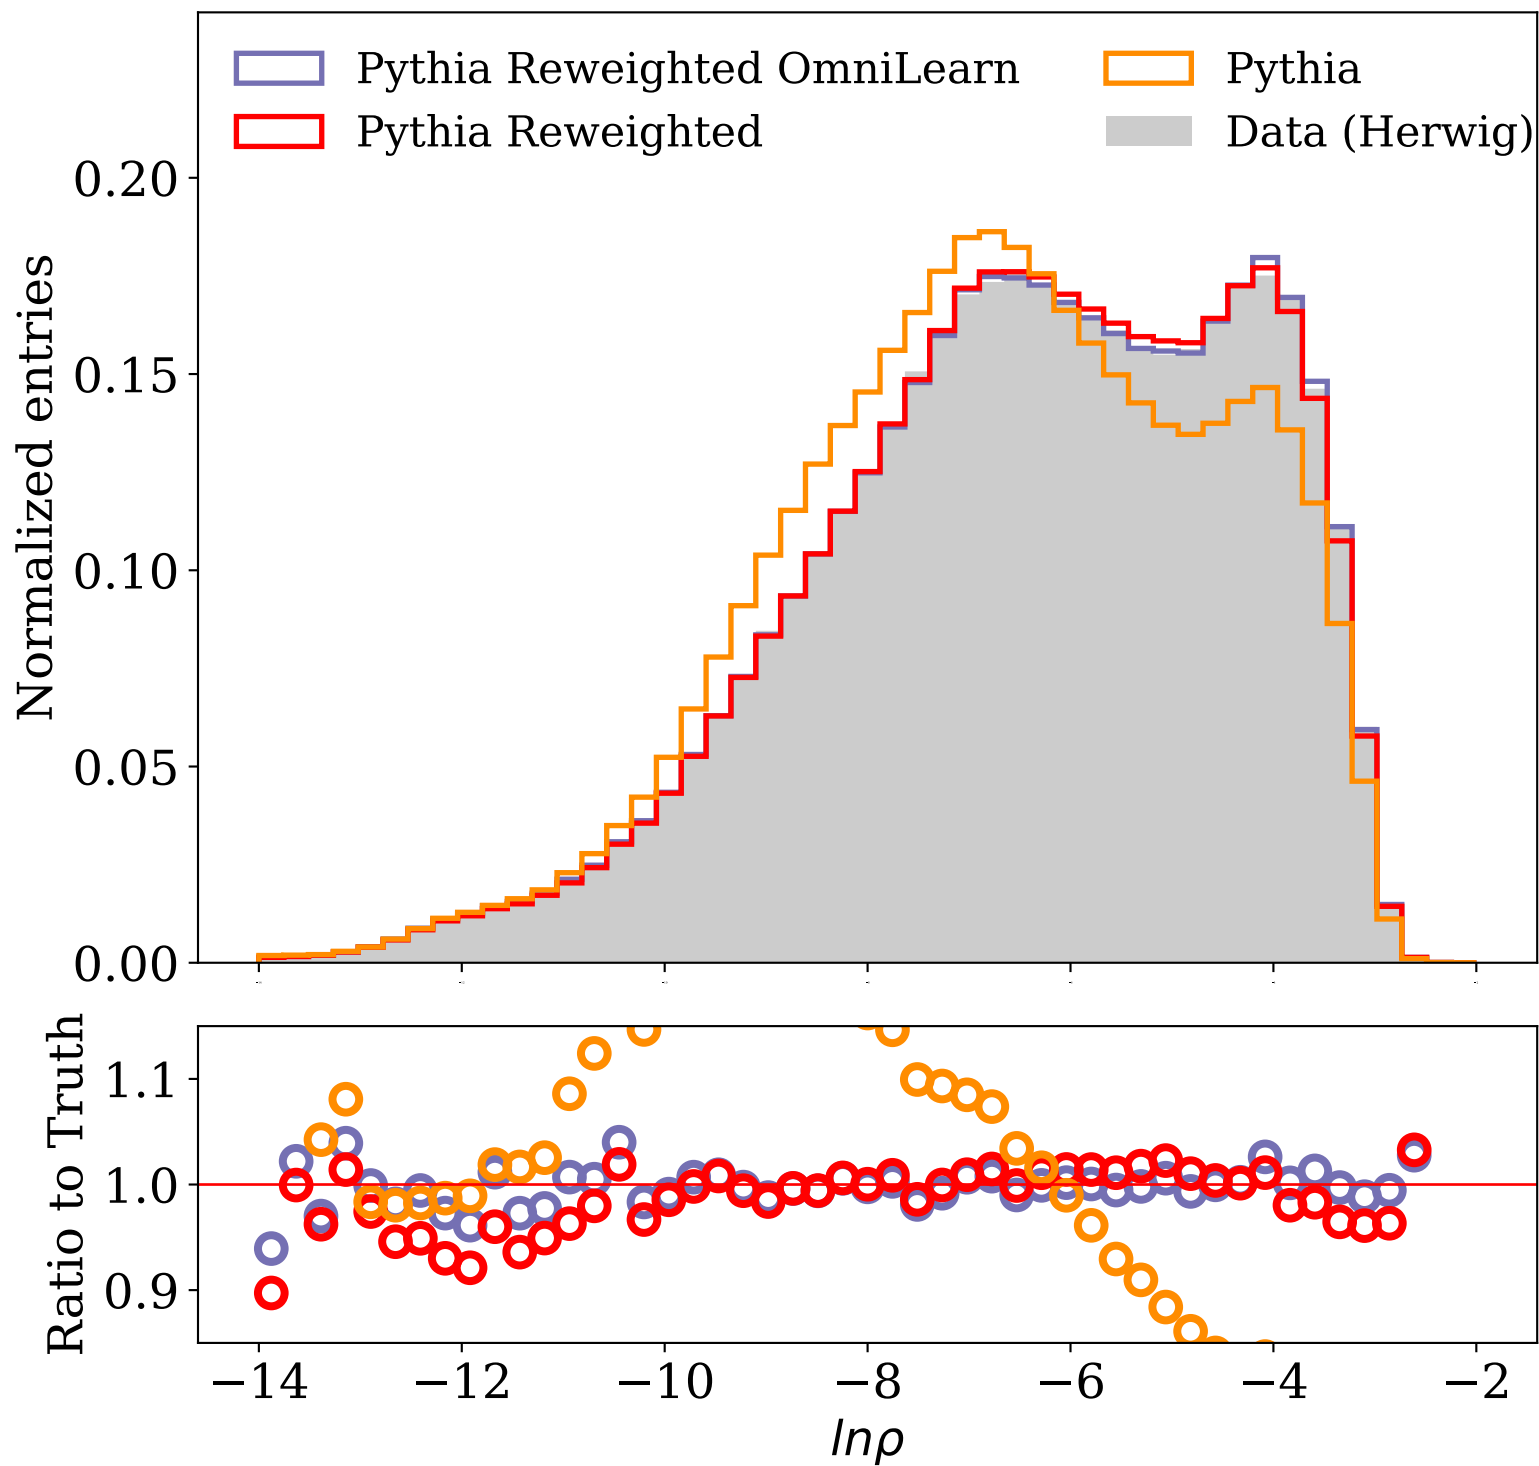 Pythia Reweighted OmniLearn
Pythia Reweighted
Pythia
Data (Herwig)
Normalized entries
0.20
0.15
0.10
0.05
0.00
Ratio to Truth
1.1
1.0
0.9
−14 −12 −10 −8 −6 −4 −2
lnρ